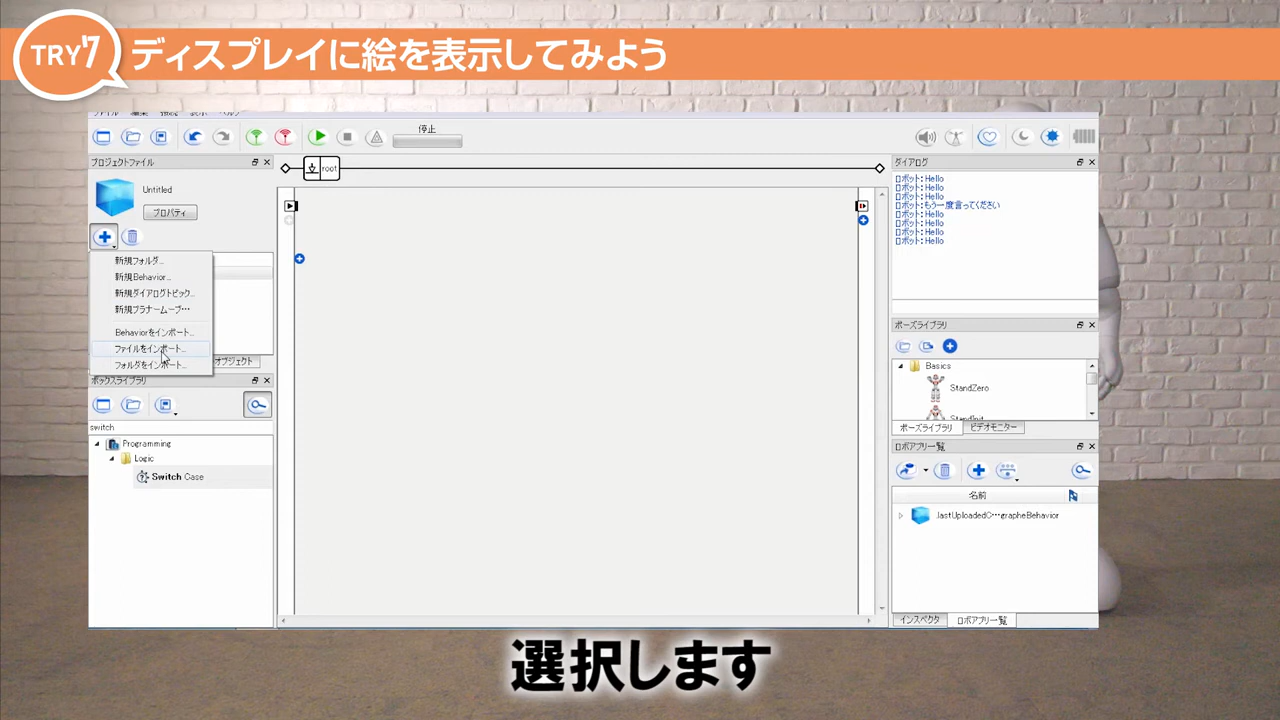 TRY'7
ディスプレイに絵を表示してみよう
停止
プロジェクトファイル
Untitled
プロパティ
新規フォルダ...
新規Behavior...
新規ダイアログトピック...
新規プラナームーブ…
Behaviorをインポート...
ファイルをインポート...
フォルダをインポート...
オブジェクト
ボックスライブラリ
switch
Programming
Logic
Switch Case
root
ダイアログ
ロボット: Hello
ロボット: Hello
ロボット: Hello
ロボット: もう一度言ってください
ロボット: Hello
ロボット: Hello
ロボット: Hello
ロボット: Hello
ポーズライブラリ
Basics
StandZero
StandInit
ポーズライブラリ
ビデオモニター
ロボアプリ一覧
名前
.lastUploadedC…grapheBehavior
インスペクタ
ロボアプリ一覧
選択します